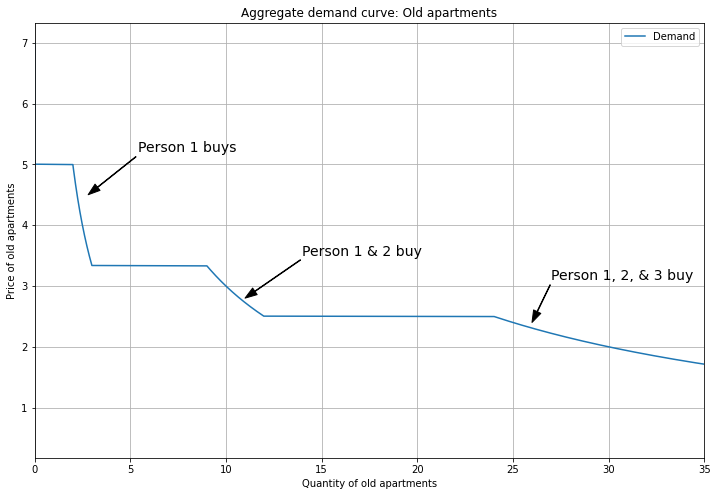 Aggregate demand curve: Old apartments
Demand
7
6
5
4
3
2
1
Price of old apartments
Person 1 buys
Person 1 & 2 buy
Person 1, 2, & 3 buy
0 5 10 15 20 25 30 35
Quantity of old apartments